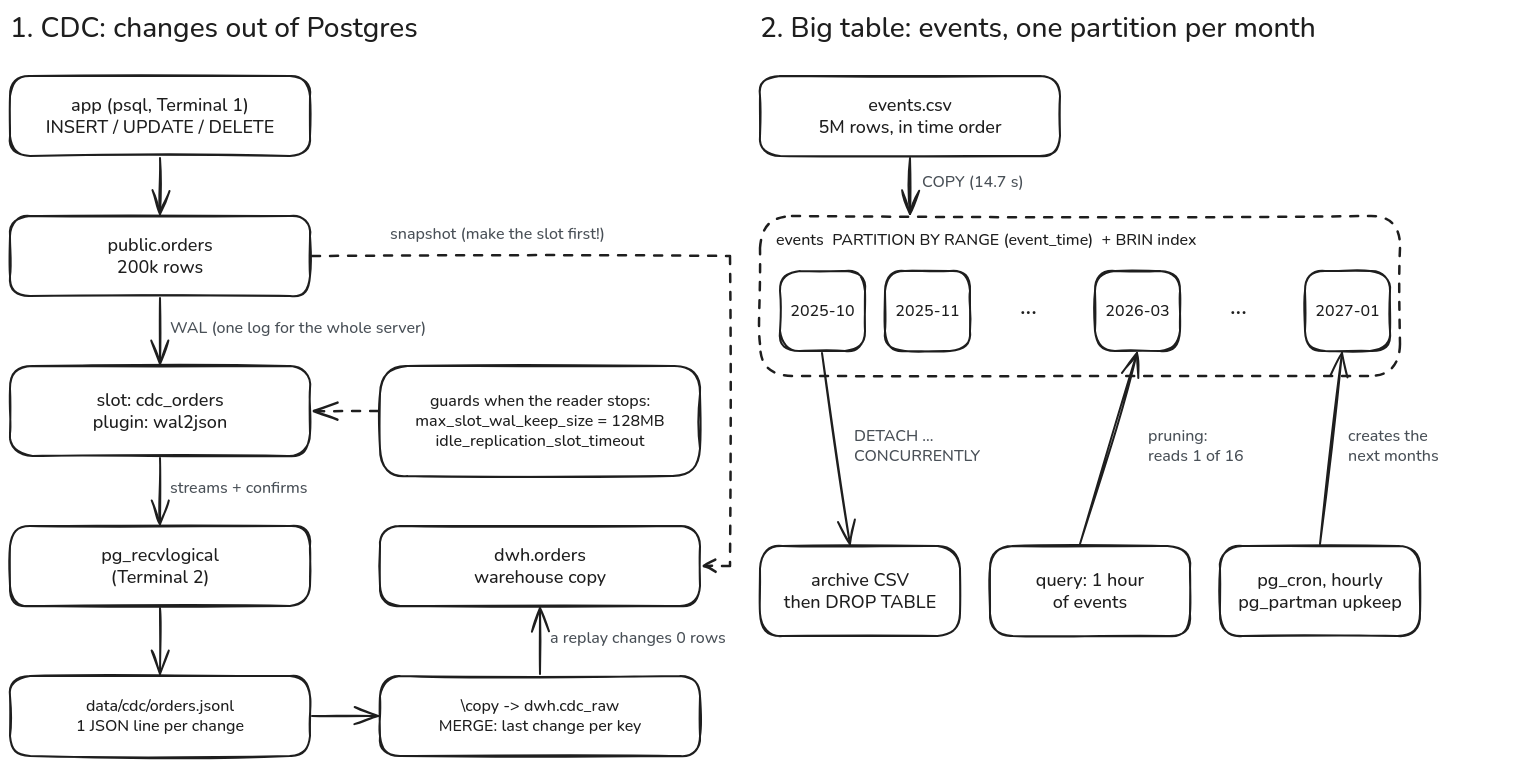 1. CDC: changes out of Postgres
app (psql, Terminal 1)
INSERT / UPDATE / DELETE
public.orders
200k rows
snapshot (make the slot first!)
WAL (one log for the whole server)
slot: cdc_orders
plugin: wal2json
guards when the reader stops:
max_slot_wal_keep_size = 128MB
idle_replication_slot_timeout
streams + confirms
pg_recvlogical
(Terminal 2)
dwh.orders
warehouse copy
a replay changes 0 rows
data/cdc/orders.jsonl
1 JSON line per change
\copy -> dwh.cdc_raw
MERGE: last change per key
2. Big table: events, one partition per month
events.csv
5M rows, in time order
COPY (14.7 s)
events  PARTITION BY RANGE (event_time)  + BRIN index
2025-10
2025-11
...
2026-03
...
2027-01
DETACH ...
CONCURRENTLY
pruning:
reads 1 of 16
creates the
next months
archive CSV
then DROP TABLE
query: 1 hour
of events
pg_cron, hourly
pg_partman upkeep